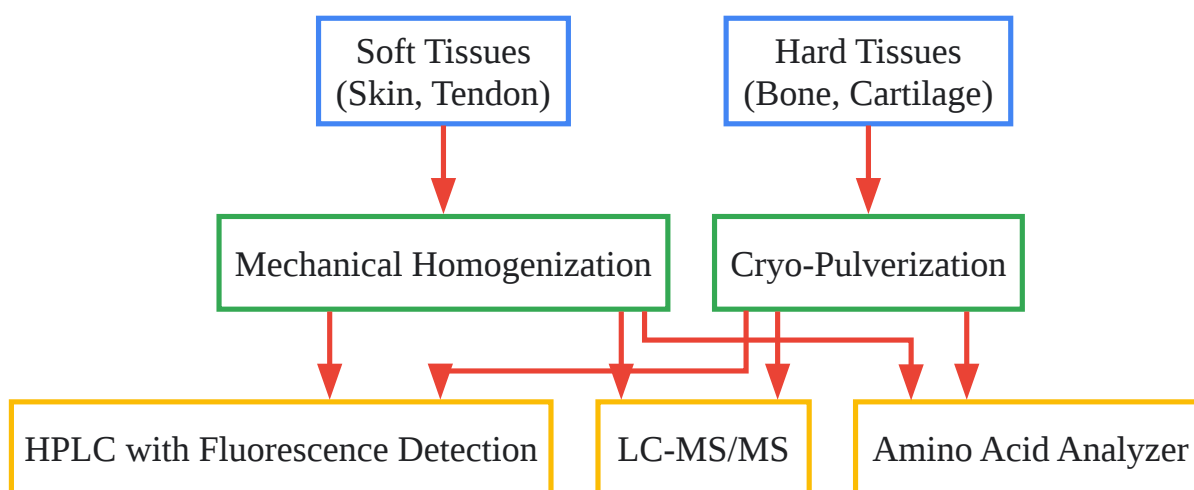 Soft Tissues
(Skin, Tendon)
Hard Tissues
(Bone, Cartilage)
Mechanical Homogenization
Cryo-Pulverization
HPLC with Fluorescence Detection
LC-MS/MS
Amino Acid Analyzer